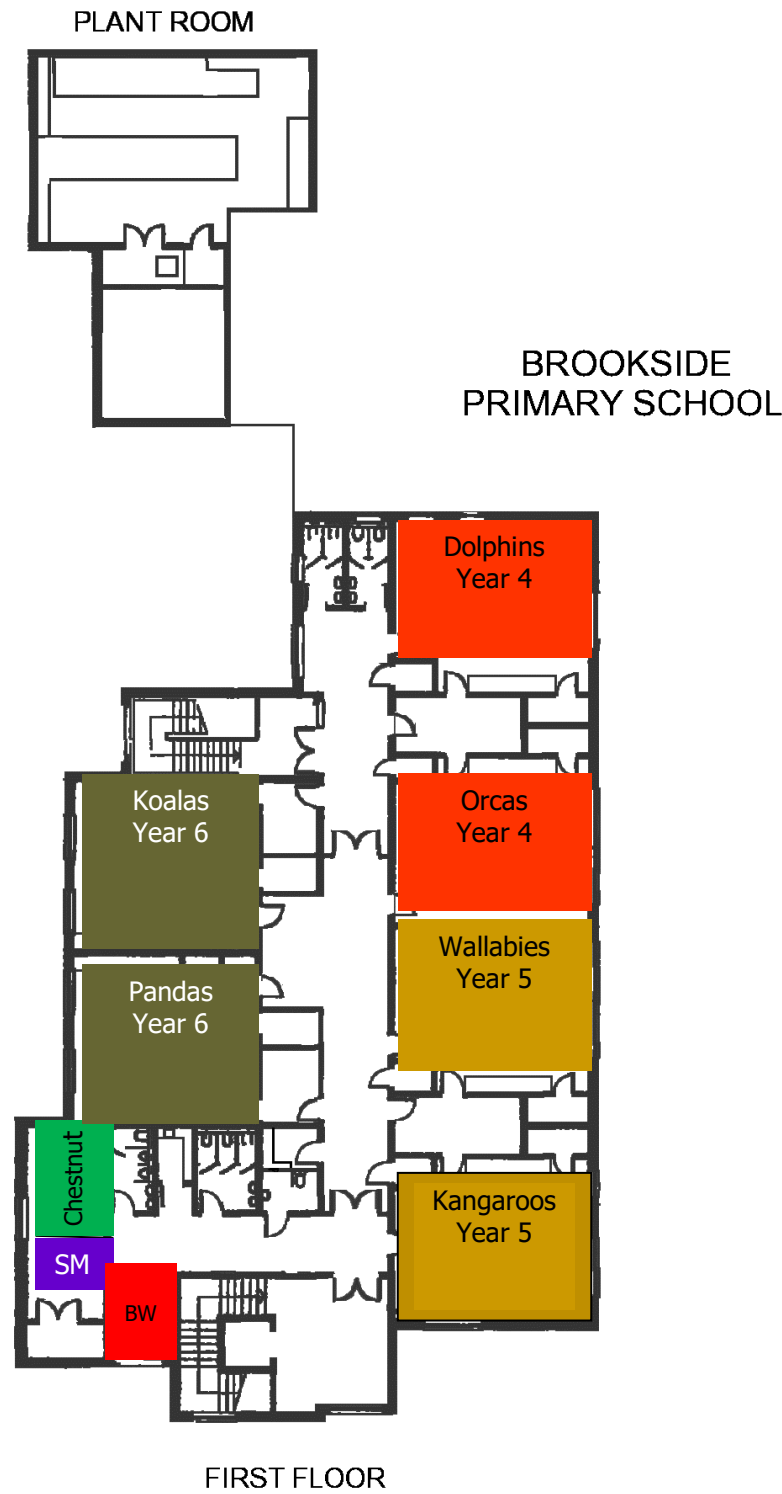 PLANT ROOM
BROOKSIDE
PRIMARY SCHOOL
Dolphins
Year 4
Koalas
Year 6
Orcas
Year 4
Wallabies
Year 5
Pandas
Year 6
Chestnut
Kangaroos
Year 5
SM
BW
FIRST FLOOR